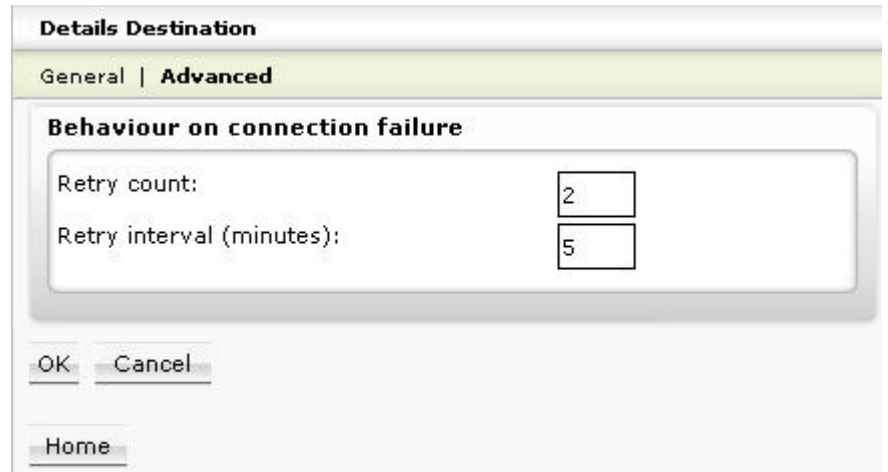 Details Destination
General | Advanced
Behaviour on connection failure
Retry count: 2
Retry interval (minutes): 5
OK Cancel
Home